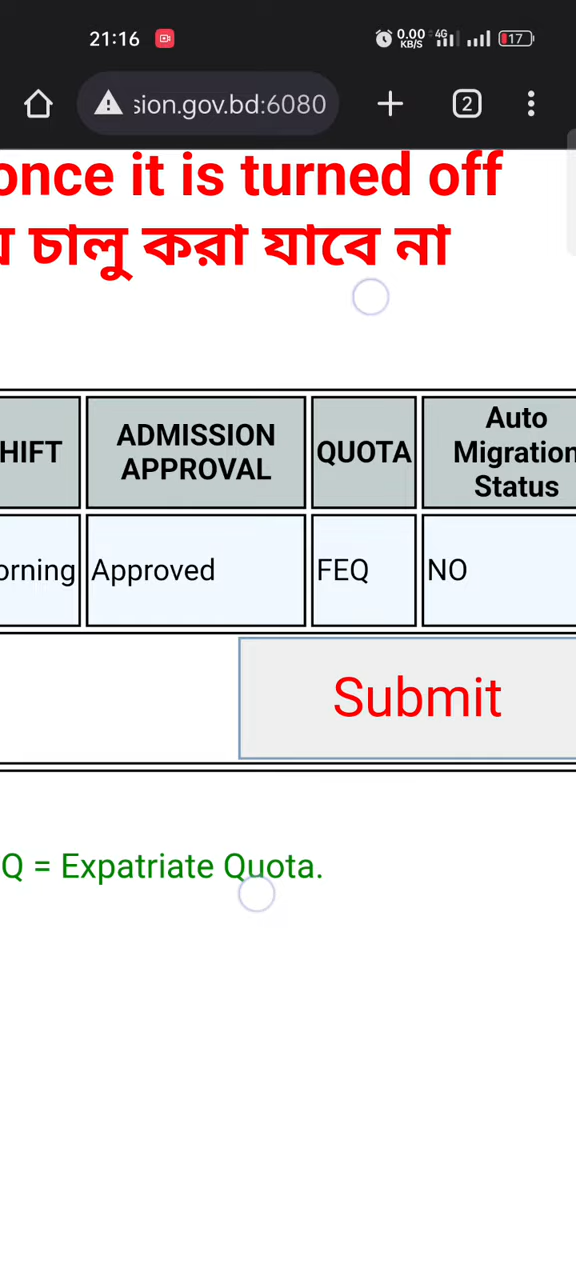 21:16
0.00 KB/S 4G 17
sion.gov.bd:6080
2
once it is turned off
চালু করা যাবে না
HIFT
ADMISSION APPROVAL
QUOTA
Auto Migration Status
orning
Approved
FEQ
NO
Submit
Q = Expatriate Quota.